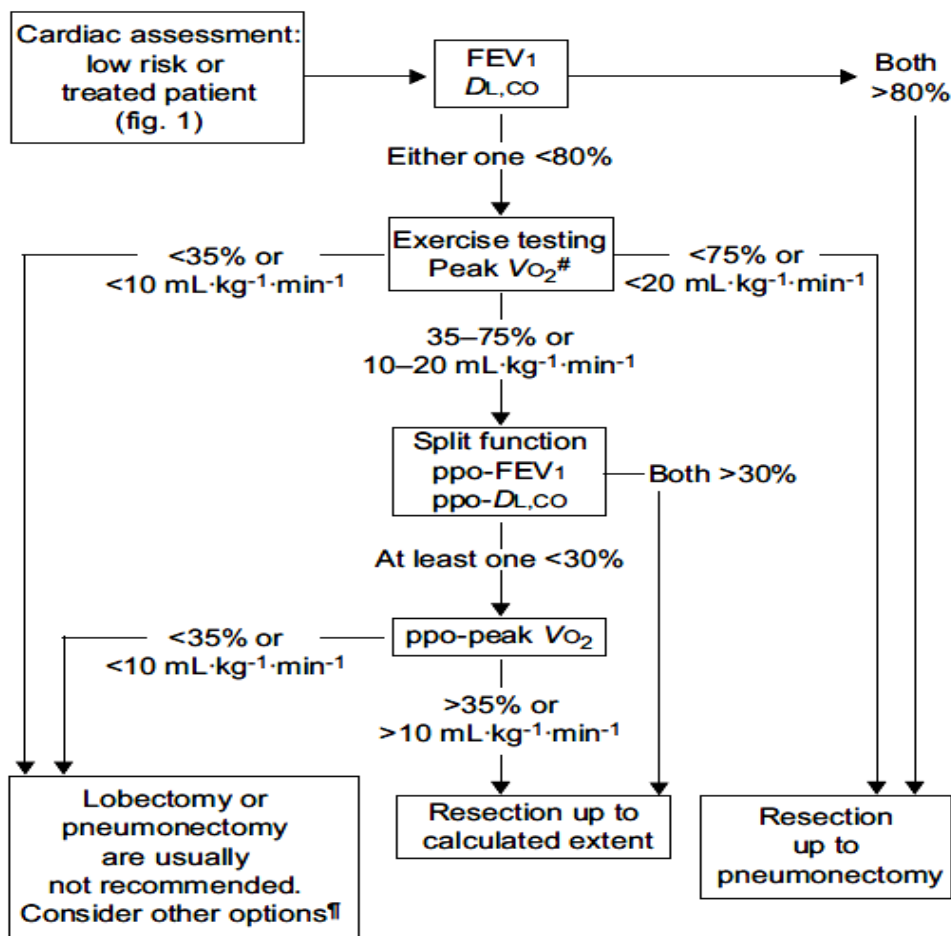 Cardiac assessment:
low risk or
treated patient
(fig. 1)
FEV1
DL,CO
Both
>80%
Either one <80%
Exercise testing
Peak VO2#
<35% or
<10 mL·kg-1·min-1
<75% or
<20 mL·kg-1·min-1
35–75% or
10–20 mL·kg-1·min-1
Split function
ppo-FEV1
ppo-DL,CO
Both >30%
At least one <30%
ppo-peak VO2
<35% or
<10 mL·kg-1·min-1
>35% or
>10 mL·kg-1·min-1
Lobectomy or
pneumonectomy
are usually
not recommended.
Consider other options¶
Resection up to
calculated extent
Resection
up to
pneumonectomy